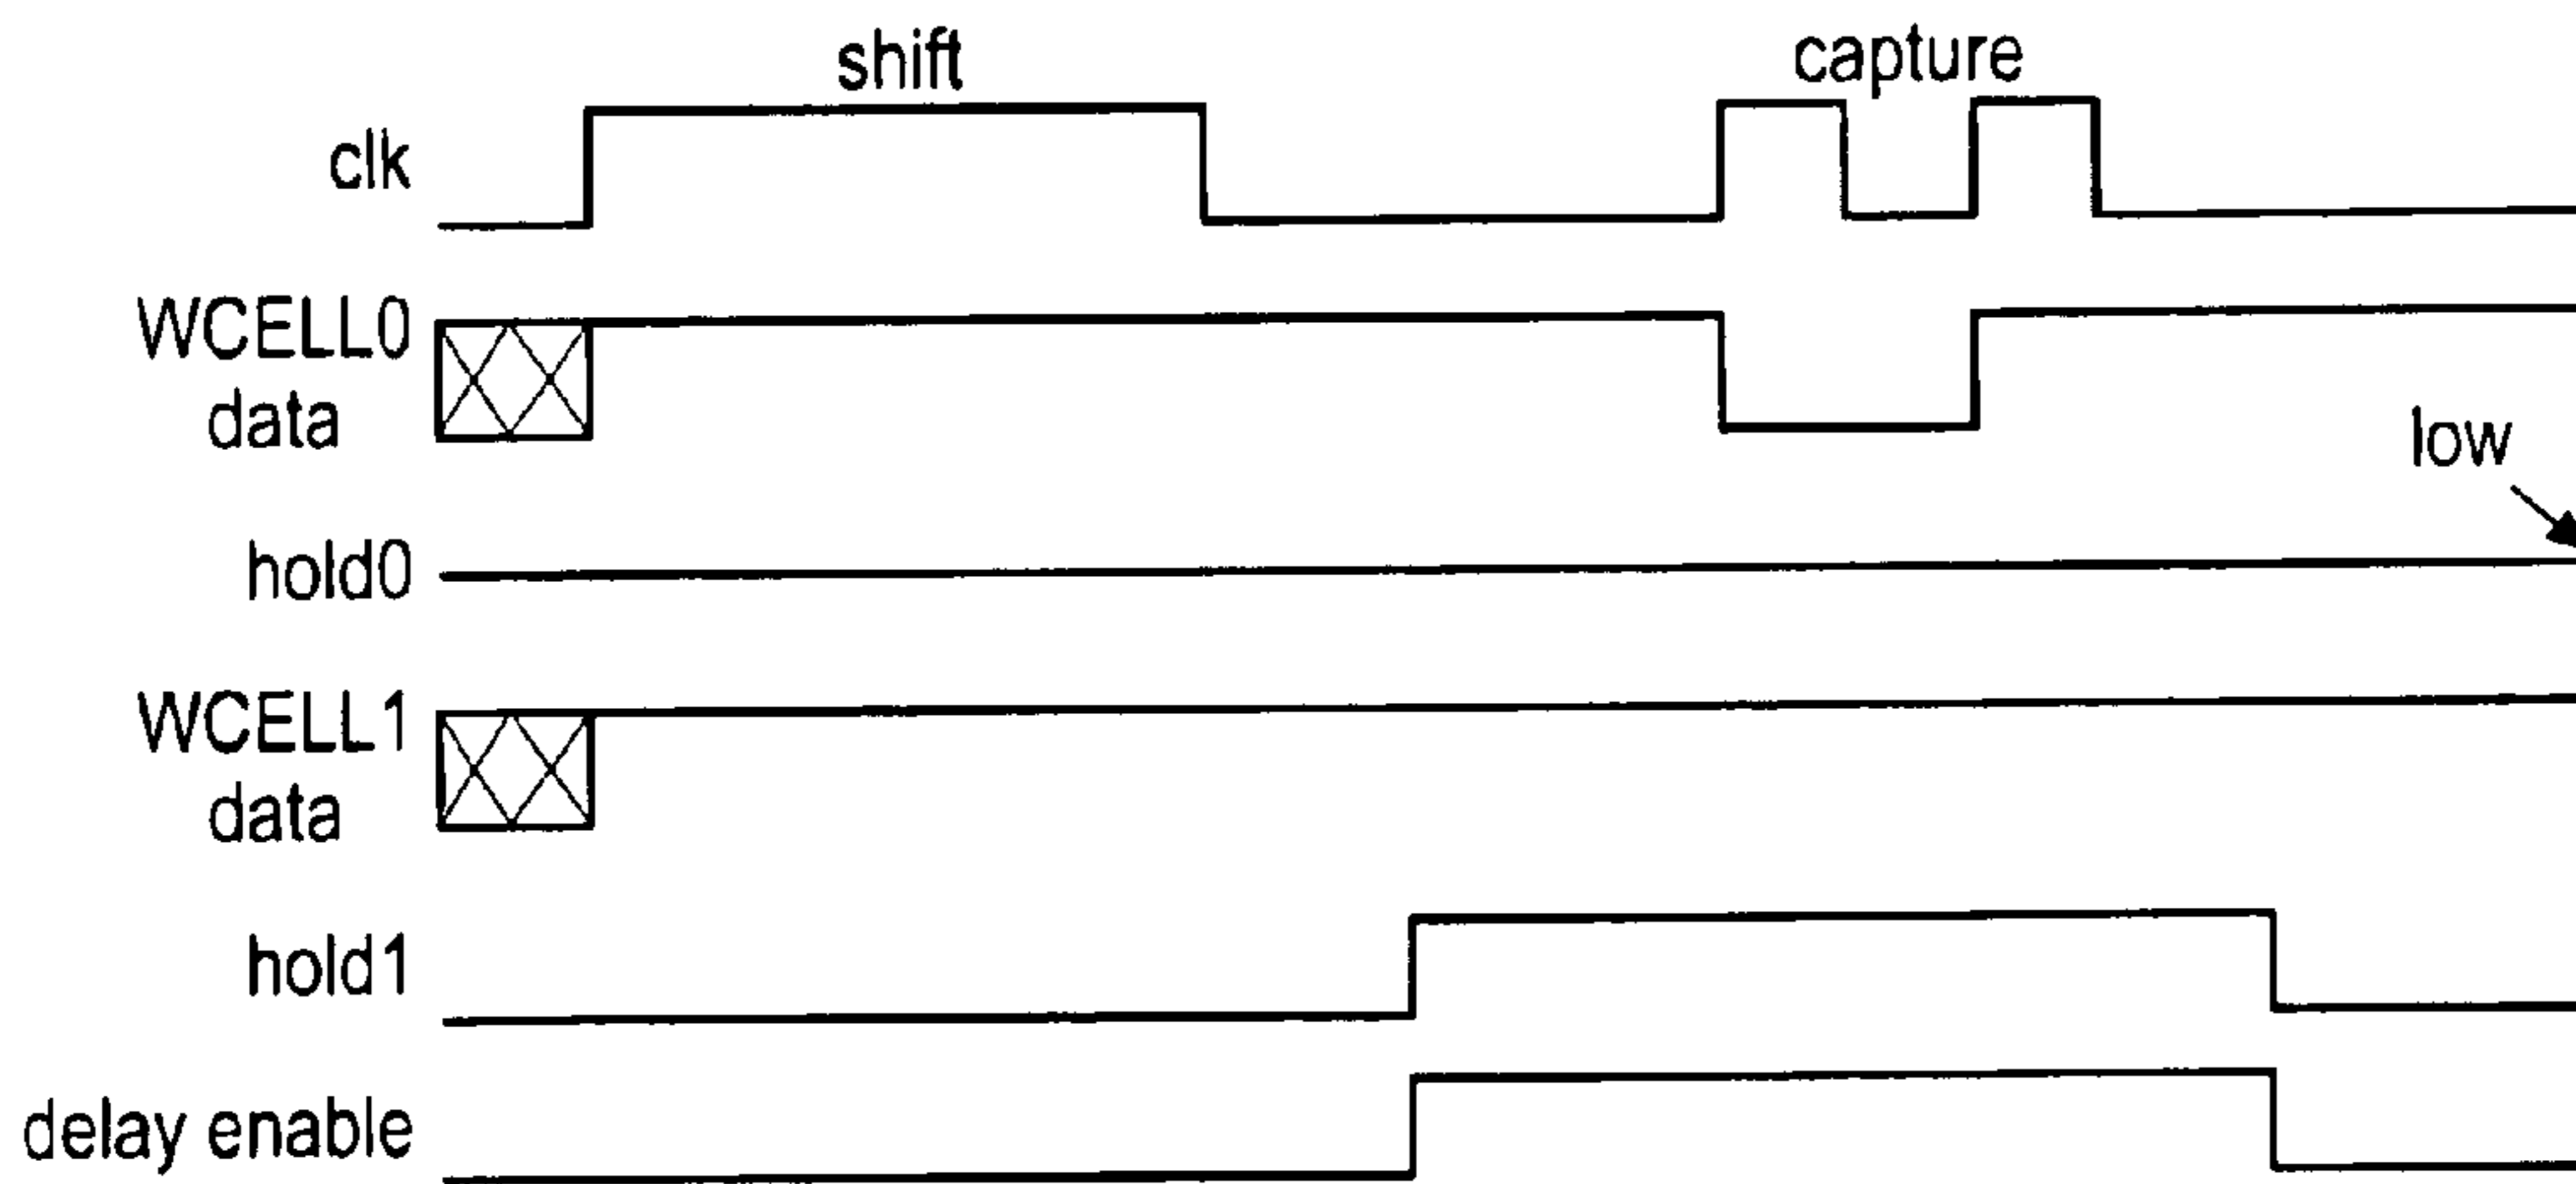 shift
capture
clk
WCELL0
data
low
hold0
WCELL1
data
hold1
delay enable